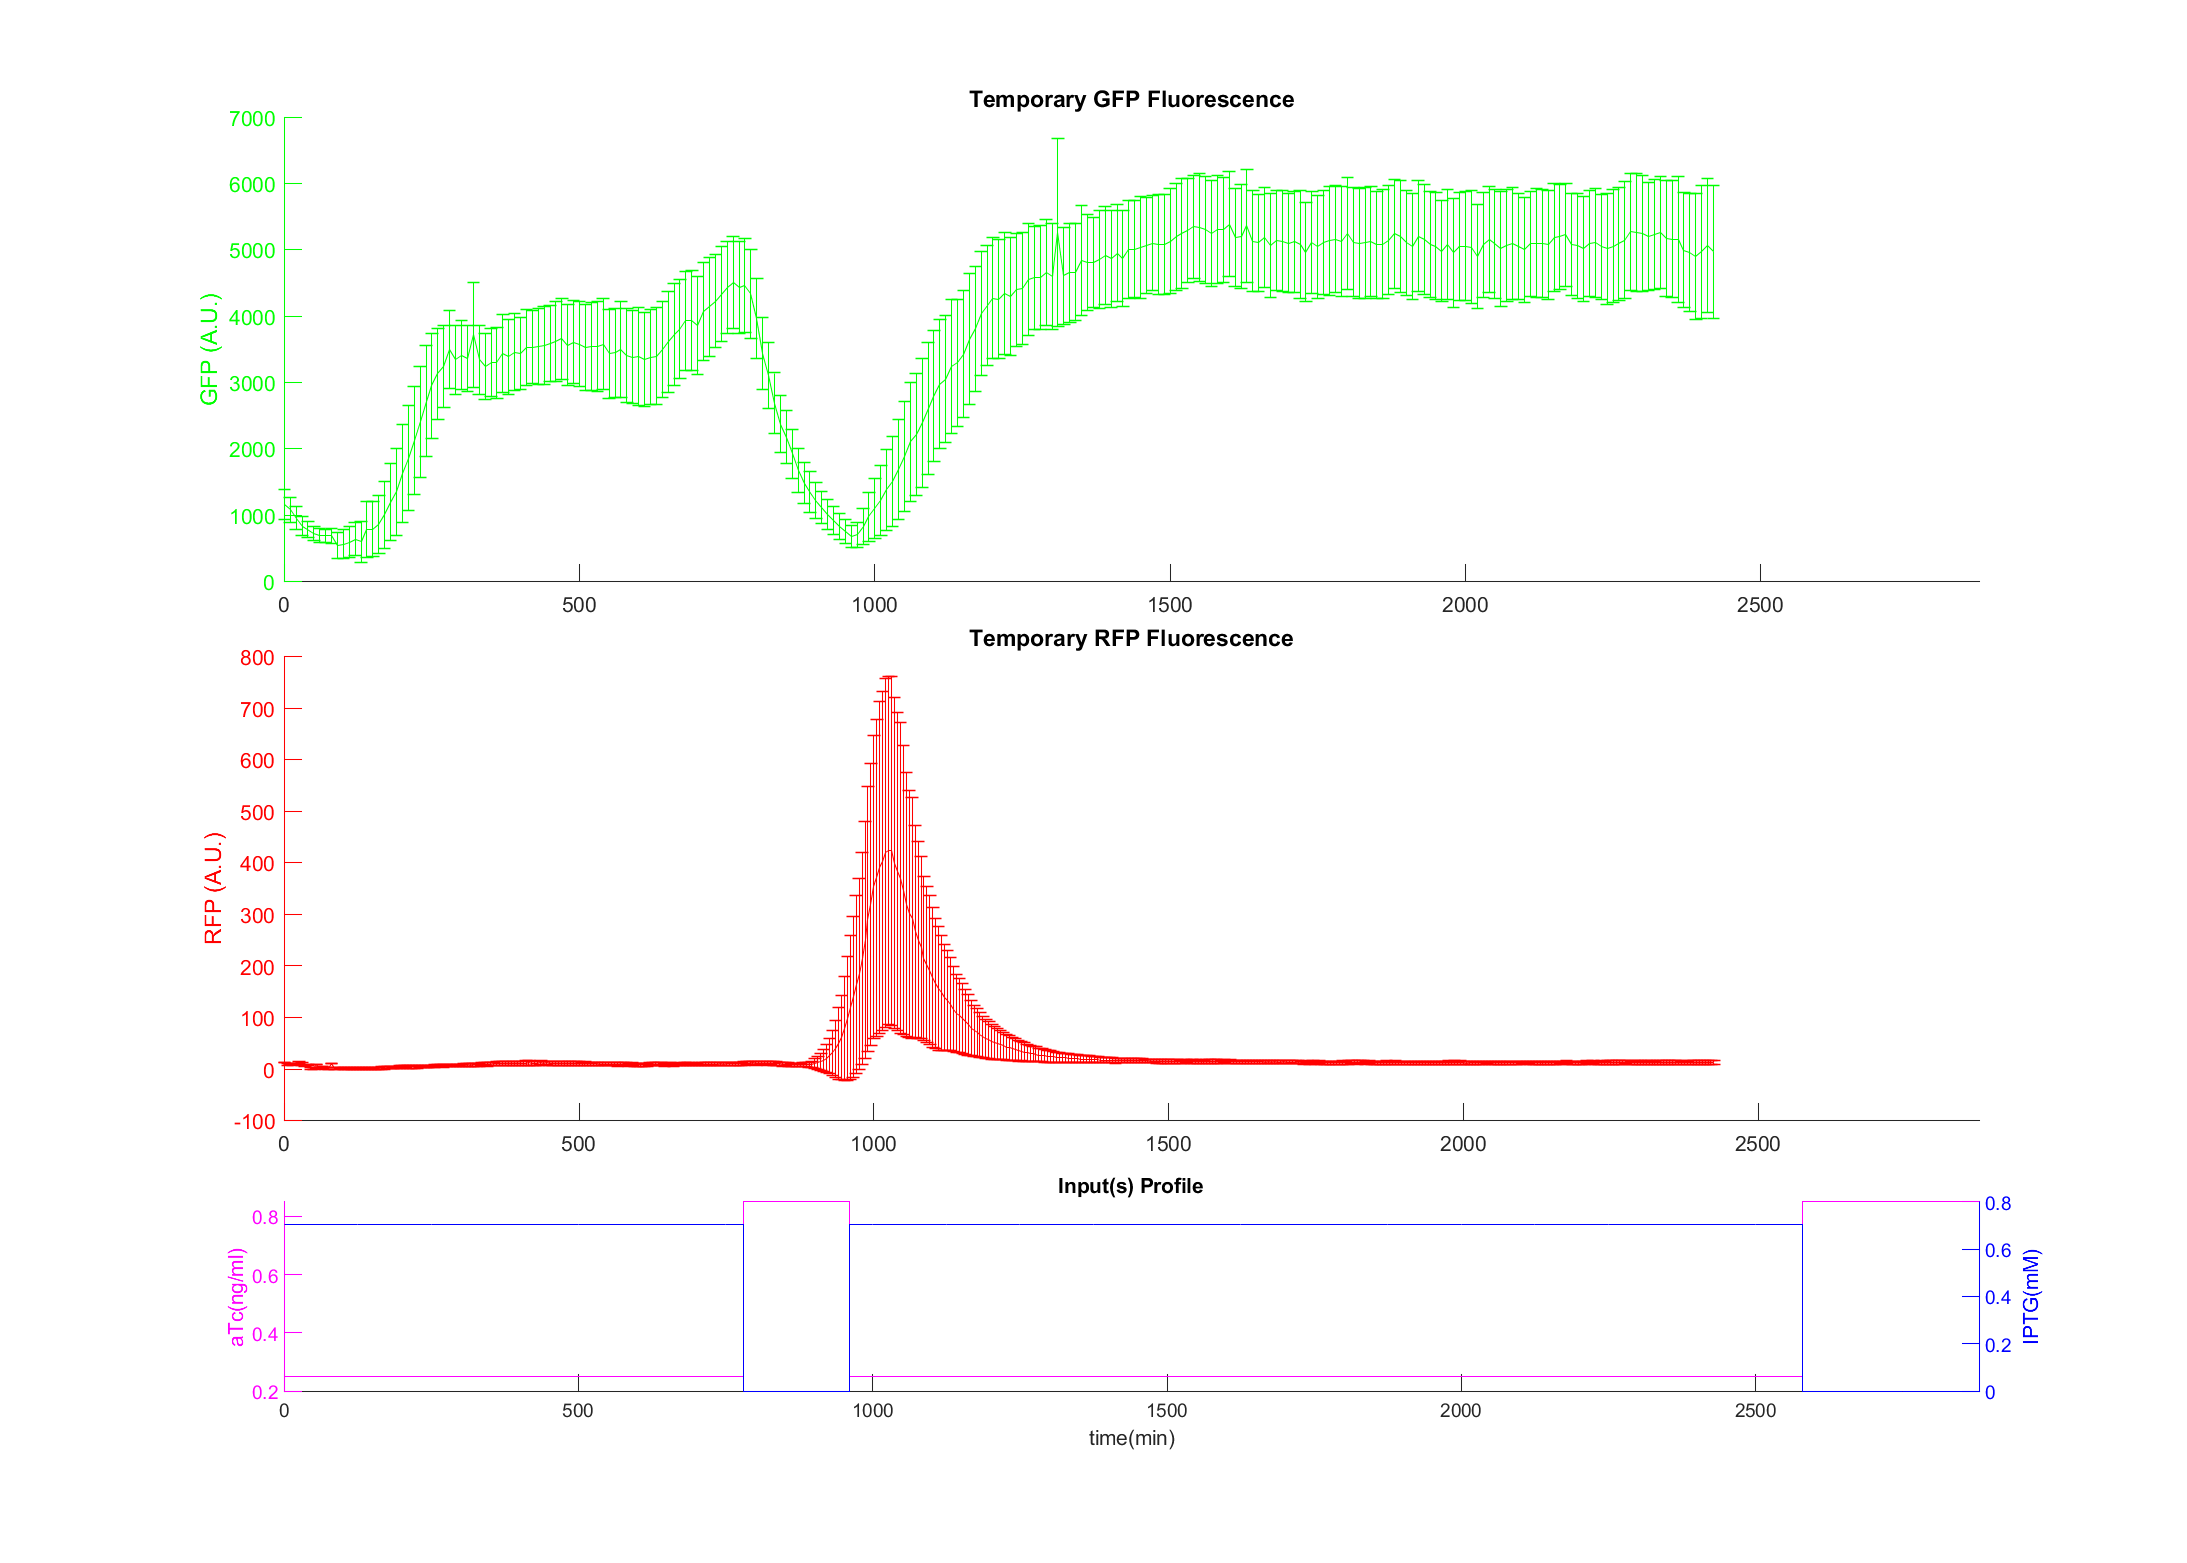 Temporary GFP Fluorescence
7000
6000
5000
4000
3000
2000
1000
0
GFP (A.U.)
0 500 1000 1500 2000 2500
Temporary RFP Fluorescence
800
700
600
500
400
300
200
100
0
-100
RFP (A.U.)
0 500 1000 1500 2000 2500
Input(s) Profile
0.8
0.6
0.4
0.2
aTc(ng/ml)
0.8
0.6
0.4
0.2
0
IPTG(mM)
0 500 1000 1500 2000 2500
time(min)